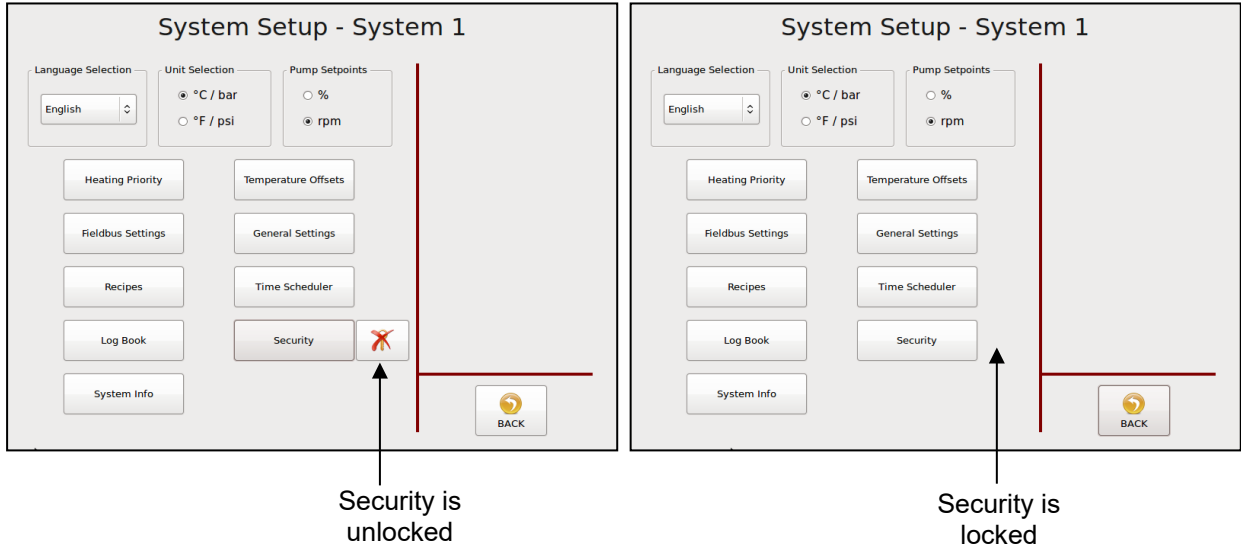 System Setup - System 1
Language Selection
Unit Selection
Pump Setpoints
English
°C / bar
%
°F / psi
rpm
Heating Priority
Temperature Offsets
Fieldbus Settings
General Settings
Recipes
Time Scheduler
Log Book
Security
System Info
BACK
Security is
unlocked
System Setup - System 1
Language Selection
Unit Selection
Pump Setpoints
English
°C / bar
%
°F / psi
rpm
Heating Priority
Temperature Offsets
Fieldbus Settings
General Settings
Recipes
Time Scheduler
Log Book
Security
System Info
BACK
Security is
locked